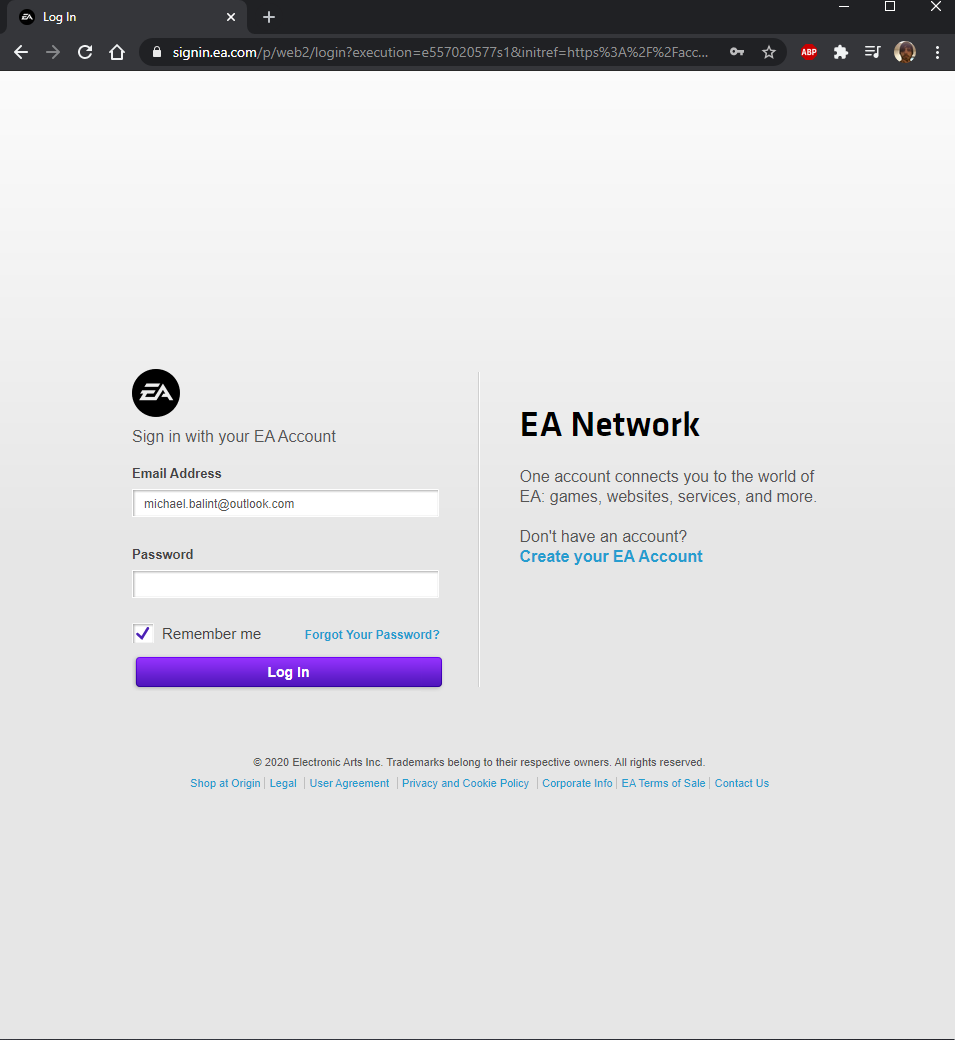 Log In
signin.ea.com/p/web2/login?execution=e557020577s1&initref=https%3A%2F%2Facc...
ABP
EA
Sign in with your EA Account
Email Address
michael.balint@outlook.com
Password
Remember me
Forgot Your Password?
Log In
EA Network
One account connects you to the world of
EA: games, websites, services, and more.
Don't have an account?
Create your EA Account
© 2020 Electronic Arts Inc. Trademarks belong to their respective owners. All rights reserved.
Shop at Origin | Legal | User Agreement | Privacy and Cookie Policy | Corporate Info | EA Terms of Sale | Contact Us